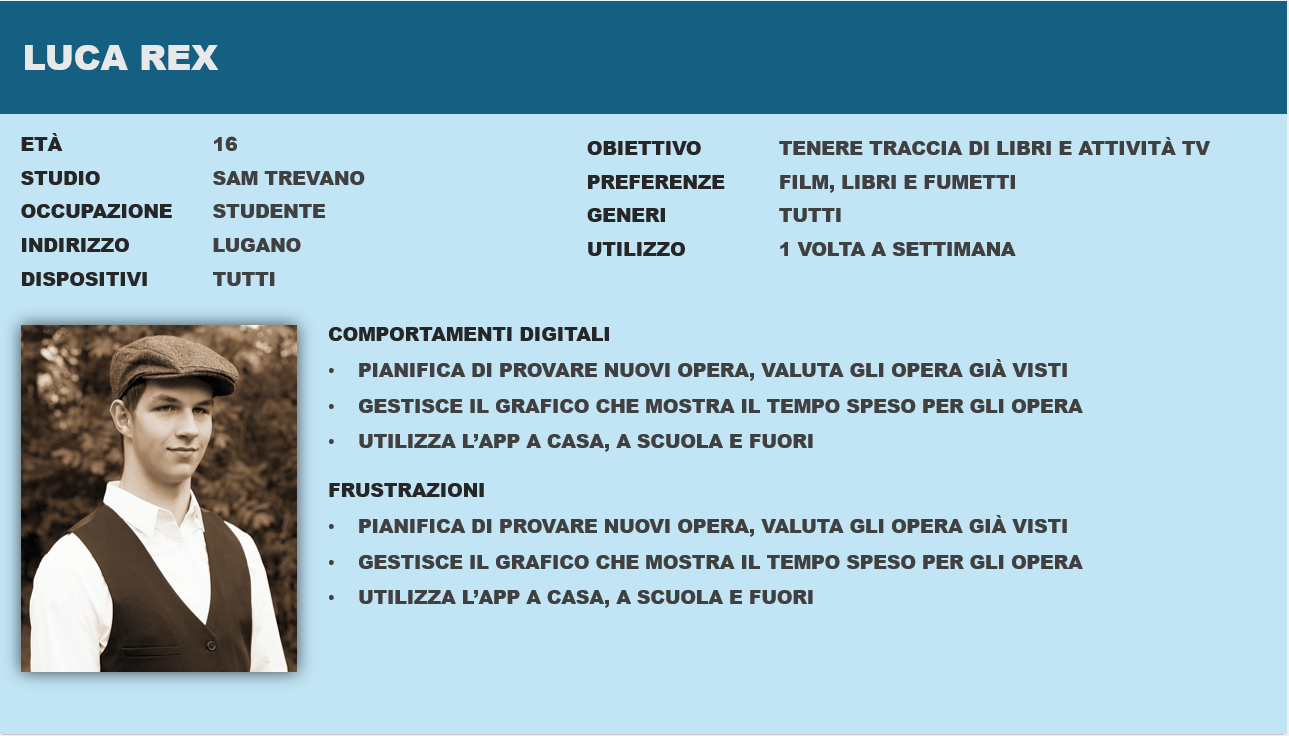 LUCA REX
ETÀ 16
STUDIO SAM TREVANO
OCCUPAZIONE STUDENTE
INDIRIZZO LUGANO
DISPOSITIVI TUTTI
OBIETTIVO TENERE TRACCIA DI LIBRI E ATTIVITÀ TV
PREFERENZE FILM, LIBRI E FUMETTI
GENERI TUTTI
UTILIZZO 1 VOLTA A SETTIMANA
COMPORTAMENTI DIGITALI
• PIANIFICA DI PROVARE NUOVI OPERA, VALUTA GLI OPERA GIÀ VISTI
• GESTISCE IL GRAFICO CHE MOSTRA IL TEMPO SPESO PER GLI OPERA
• UTILIZZA L’APP A CASA, A SCUOLA E FUORI
FRUSTRAZIONI
• PIANIFICA DI PROVARE NUOVI OPERA, VALUTA GLI OPERA GIÀ VISTI
• GESTISCE IL GRAFICO CHE MOSTRA IL TEMPO SPESO PER GLI OPERA
• UTILIZZA L’APP A CASA, A SCUOLA E FUORI